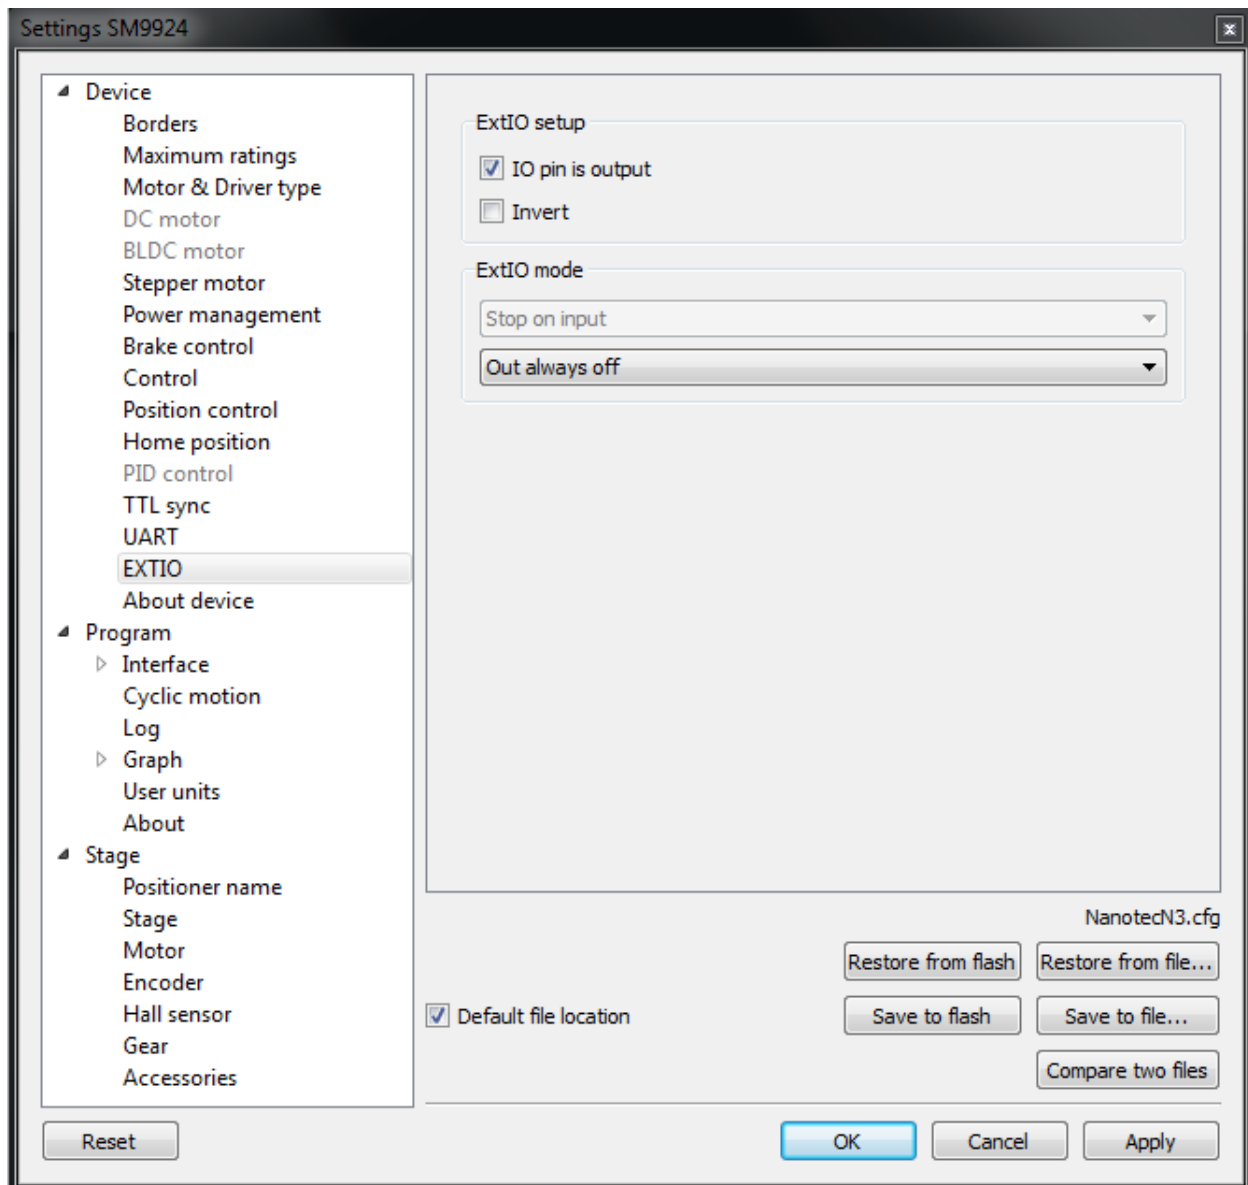 Settings SM9924
Device
Borders
Maximum ratings
Motor & Driver type
DC motor
BLDC motor
Stepper motor
Power management
Brake control
Control
Position control
Home position
PID control
TTL sync
UART
EXTIO
About device
Program
Interface
Cyclic motion
Log
Graph
User units
About
Stage
Positioner name
Stage
Motor
Encoder
Hall sensor
Gear
Accessories
ExtIO setup
IO pin is output
Invert
ExtIO mode
Stop on input
Out always off
NanotecN3.cfg
Restore from flash Restore from file...
Default file location Save to flash Save to file...
Compare two files
Reset OK Cancel Apply